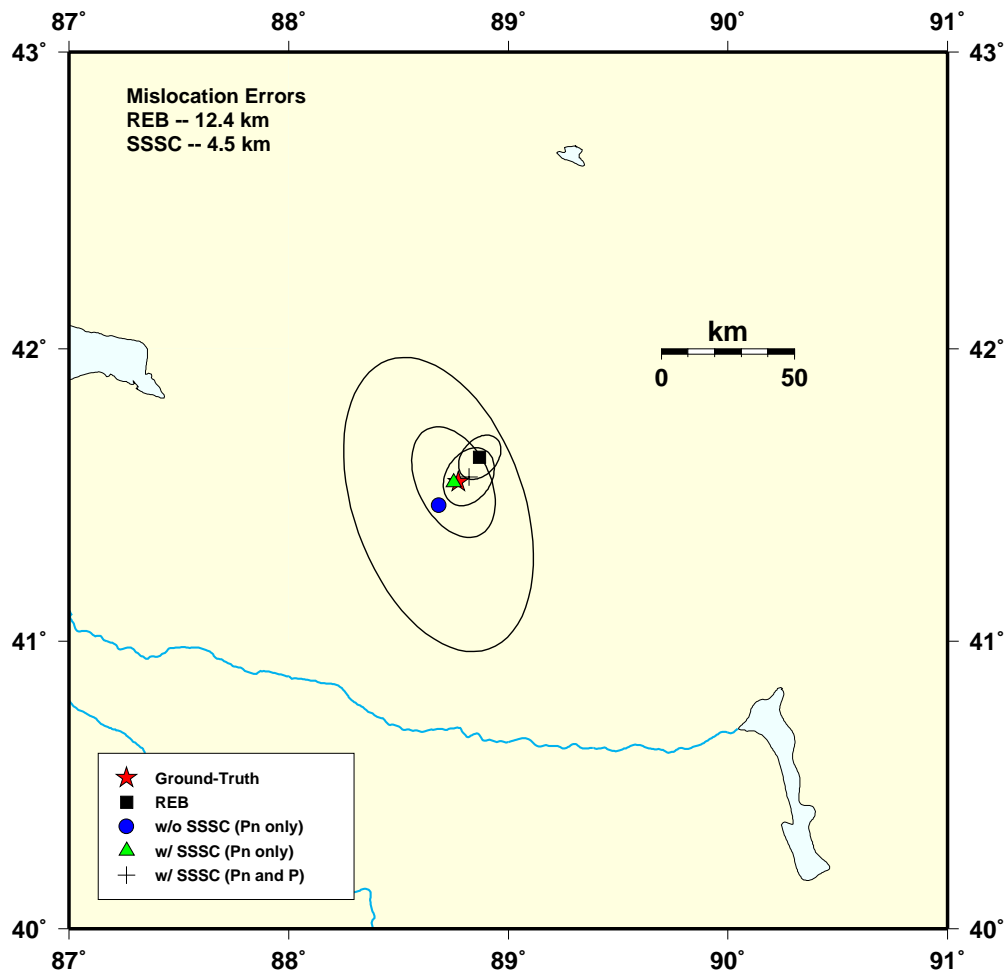 87˚ 88˚ 89˚ 90˚ 91˚
43˚ 43˚
Mislocation Errors
REB -- 12.4 km
SSSC -- 4.5 km
km
42˚ 42˚
0 50
41˚ 41˚
Ground-Truth
REB
w/o SSSC (Pn only)
w/ SSSC (Pn only)
w/ SSSC (Pn and P)
40˚ 40˚
87˚ 88˚ 89˚ 90˚ 91˚